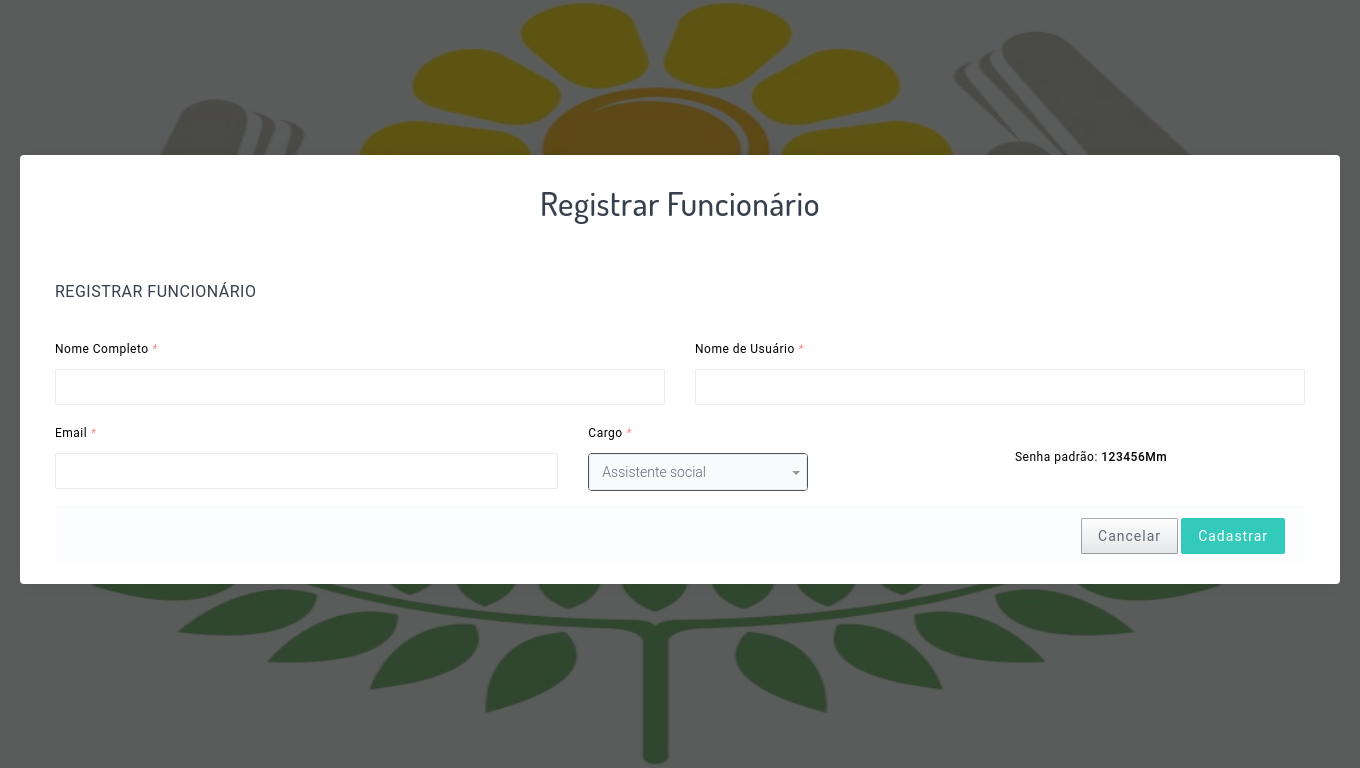 Registrar Funcionário
REGISTRAR FUNCIONÁRIO
Nome Completo *
Nome de Usuário *
Email *
Cargo *
Assistente social
Senha padrão: 123456Mm
Cancelar
Cadastrar